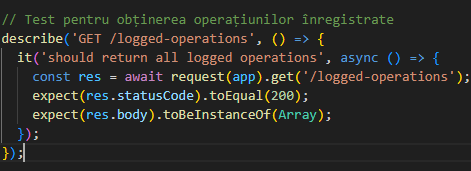 // Test pentru obținerea operațiunilor înregistrate
describe('GET /logged-operations', () => {
  it('should return all logged operations', async () => {
    const res = await request(app).get('/logged-operations');
    expect(res.statusCode).toEqual(200);
    expect(res.body).toBeInstanceOf(Array);
  });
});